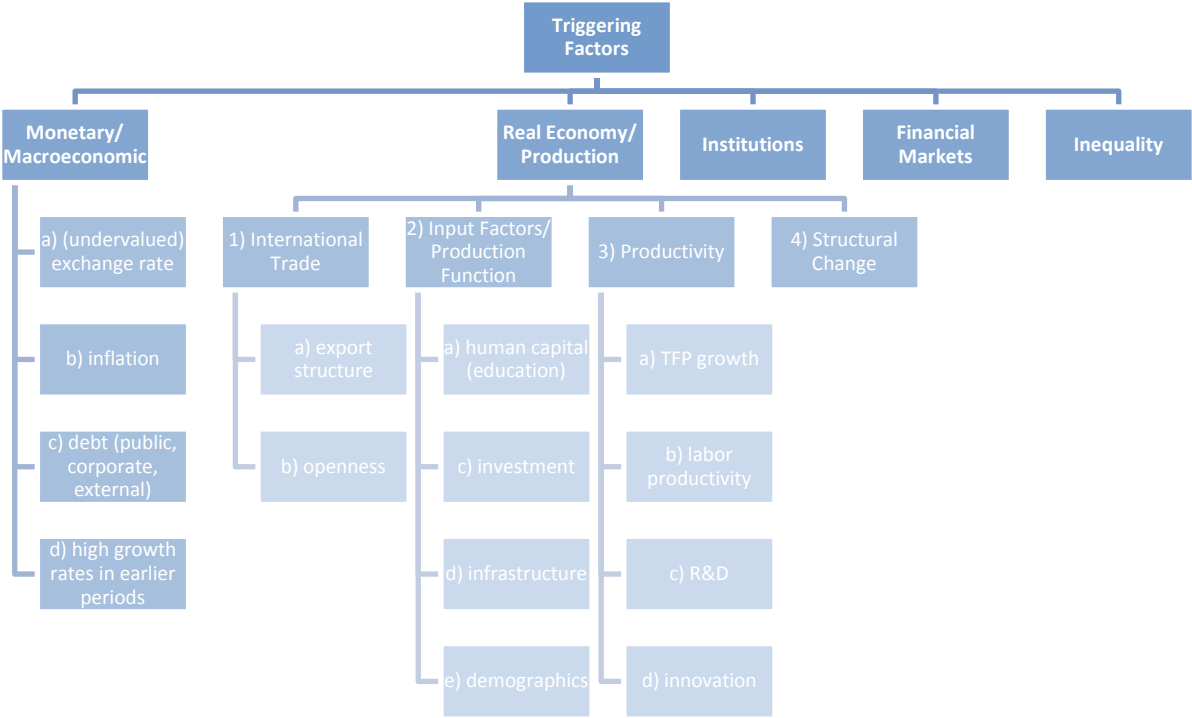 Triggering
Factors
Monetary/
Macroeconomic
Real Economy/
Production
Institutions
Financial
Markets
Inequality
a) (undervalued)
exchange rate
b) inflation
c) debt (public,
corporate,
external)
d) high growth
rates in earlier
periods
1) International
Trade
a) export
structure
b) openness
2) Input Factors/
Production
Function
a) human capital
(education)
c) investment
d) infrastructure
e) demographics
3) Productivity
a) TFP growth
b) labor
productivity
c) R&D
d) innovation
4) Structural
Change